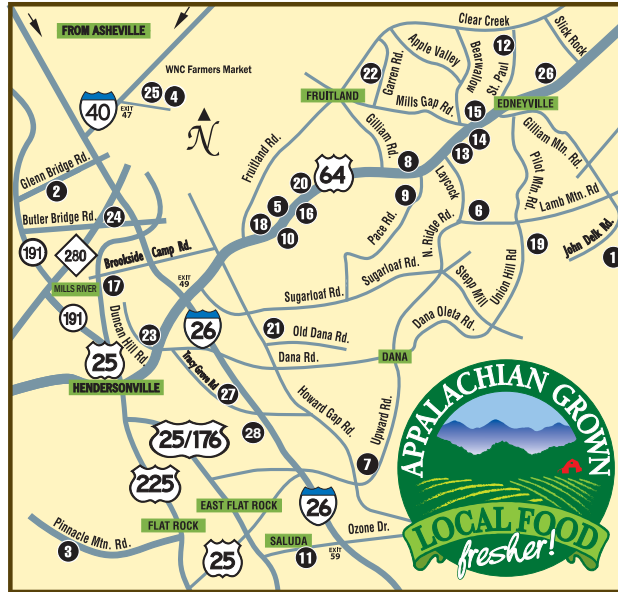 FROM ASHEVILLE
WNC Farmers Market
25 4
40
EXIT 47
N
Clear Creek
12
Slick Rock
Apple Valley
Bearwallow
St. Paul
26
Garren Rd.
22
FRUITLAND
Mills Gap Rd.
15
EDNEYVILLE
14
13
Gilliam Mtn. Rd.
Gilliam Rd.
Fruitland Rd.
8
64
20
9
Laycock
Pilot Mtn. Rd.
Lamb Mtn. Rd
Glenn Bridge Rd.
2
Butler Bridge Rd.
24
5
16
18
10
Pace Rd.
N. Ridge Rd.
6
19
John Delk Rd.
1
191
280
Brookside Camp Rd.
MILLS RIVER
17
EXIT 49
Sugarloaf Rd.
Sugarloaf Rd.
Stepp Mill
Union Hill Rd
191
Duncan Hill Rd.
23
26
21
Old Dana Rd.
Dana Oleta Rd.
25
Dana Rd.
DANA
HENDERSONVILLE
Tracy Grove Rd
27
Howard Gap Rd.
Upward Rd.
25/176
28
7
225
EAST FLAT ROCK
26
FLAT ROCK
Ozone Dr.
Pinnacle Mtn. Rd.
3
25
SALUDA
11
EXIT 59
APPALACHIAN GROWN
LOCAL FOOD
fresher!